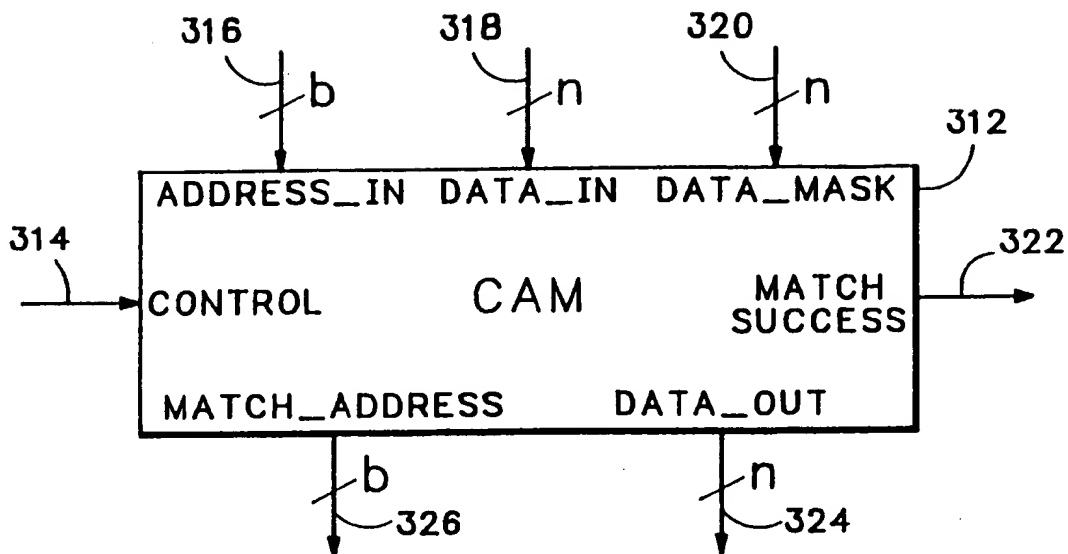 316 318 320
b n n
312
ADDRESS_IN DATA_IN DATA_MASK
314 322
CONTROL CAM MATCH SUCCESS
MATCH_ADDRESS DATA_OUT
b n
326 324